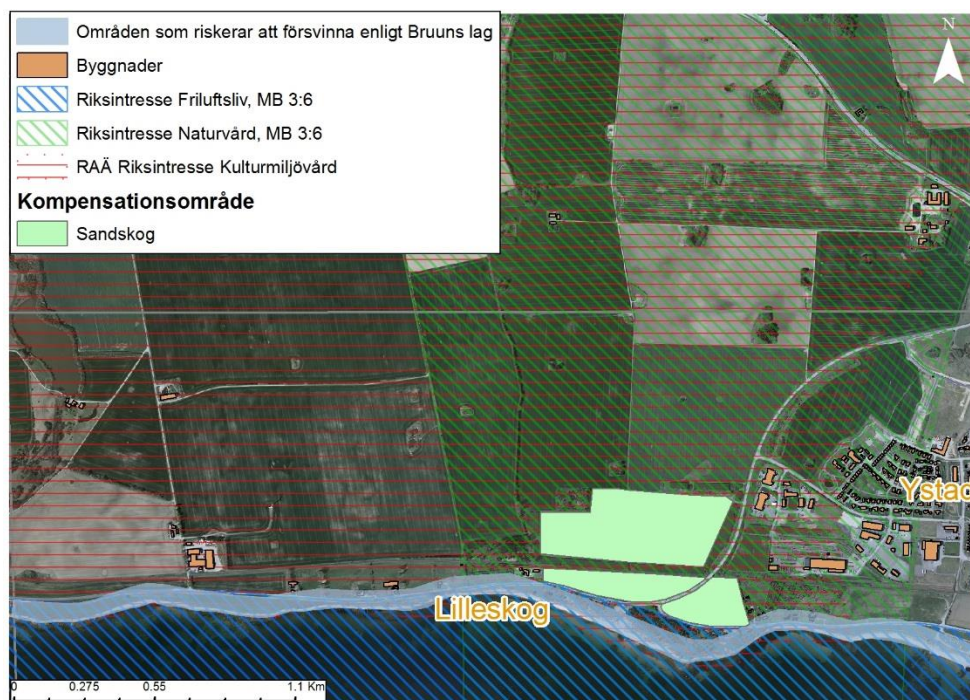 Områden som riskerar att försvinna enligt Bruuns lag
Byggnader
Riksintresse Friluftsliv, MB 3:6
Riksintresse Naturvård, MB 3:6
RAÄ Riksintresse Kulturmiljövård
Kompensationsområde
Sandskog
N
Ystad
Lilleskog
0 0.275 0.55 1.1 Km